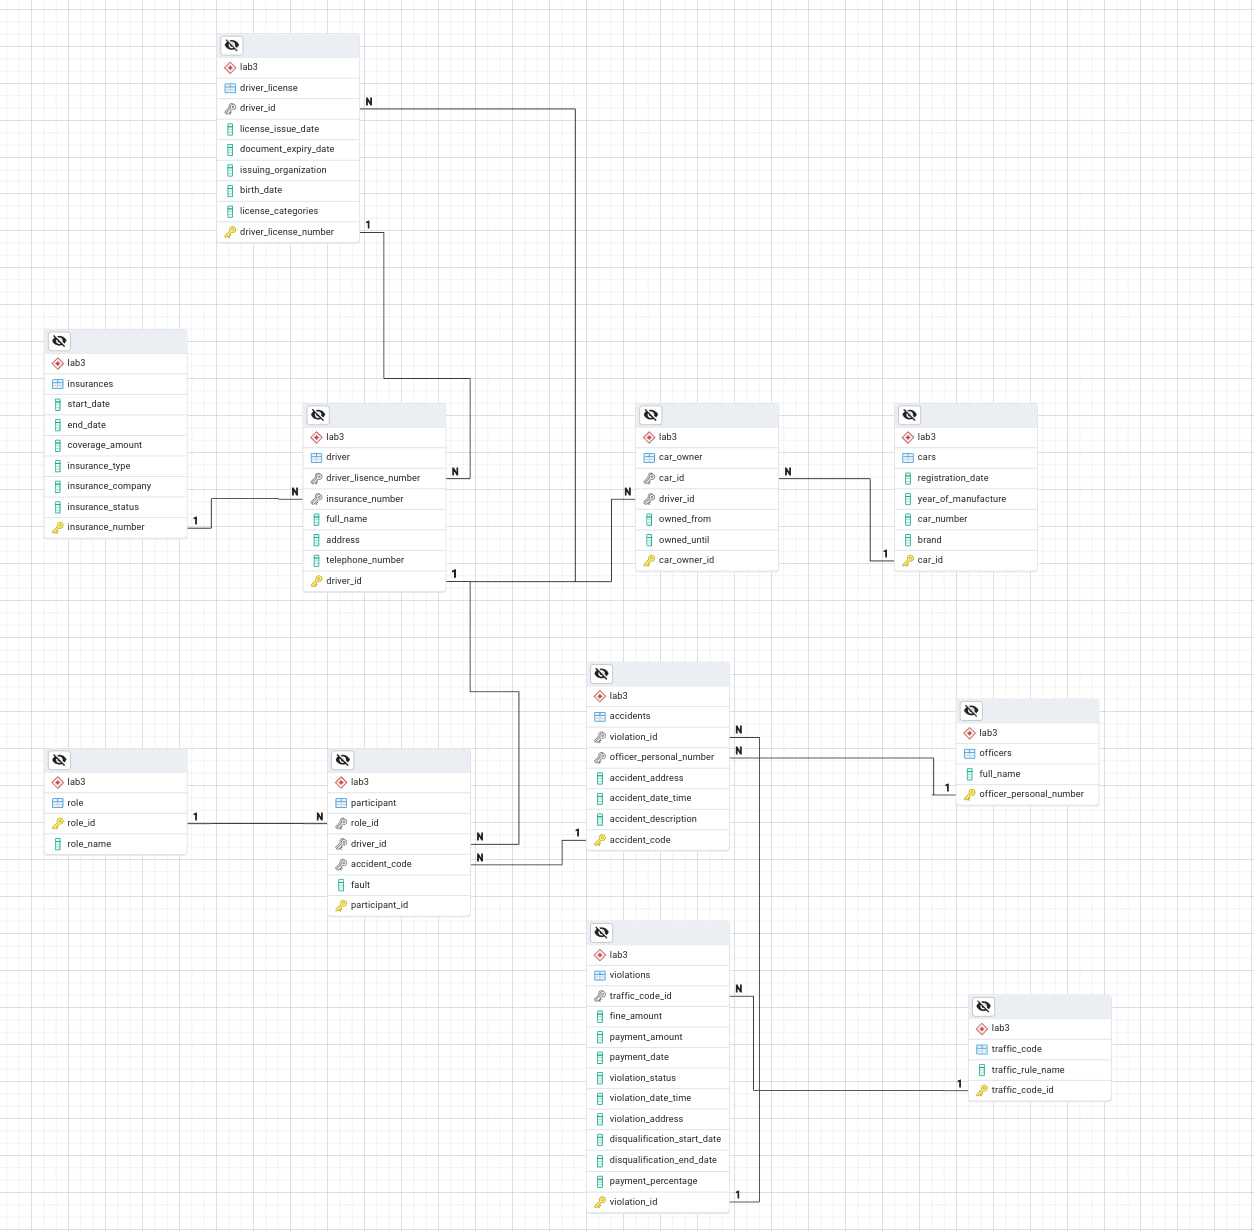 lab3
driver_license
driver_id
N
license_issue_date
document_expiry_date
issuing_organization
birth_date
license_categories
driver_license_number
1
lab3
insurances
start_date
end_date
coverage_amount
insurance_type
insurance_company
insurance_status
insurance_number
1
lab3
driver
driver_lisence_number
N
N
insurance_number
full_name
address
telephone_number
driver_id
1
lab3
car_owner
car_id
N
N
driver_id
owned_from
owned_until
car_owner_id
lab3
cars
registration_date
year_of_manufacture
car_number
brand
1
car_id
lab3
accidents
violation_id
N
officer_personal_number
N
accident_address
accident_date_time
accident_description
1
accident_code
lab3
officers
full_name
1
officer_personal_number
lab3
role
role_id
1
role_name
lab3
participant
N
role_id
driver_id
N
accident_code
N
fault
participant_id
lab3
violations
traffic_code_id
N
fine_amount
payment_amount
payment_date
violation_status
violation_date_time
violation_address
disqualification_start_date
disqualification_end_date
payment_percentage
violation_id
1
lab3
traffic_code
traffic_rule_name
1
traffic_code_id